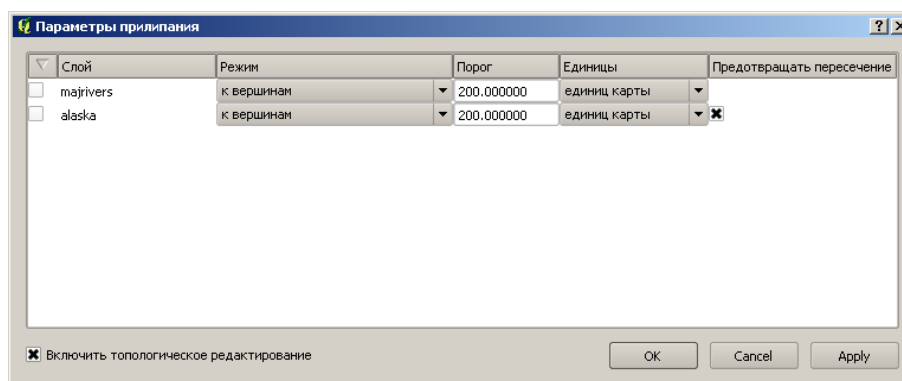 Параметры прилипания
Слой Режим Порог Единицы Предотвращать пересечение
majrivers к вершинам 200.000000 единиц карты
alaska к вершинам 200.000000 единиц карты
Включить топологическое редактирование OK Cancel Apply